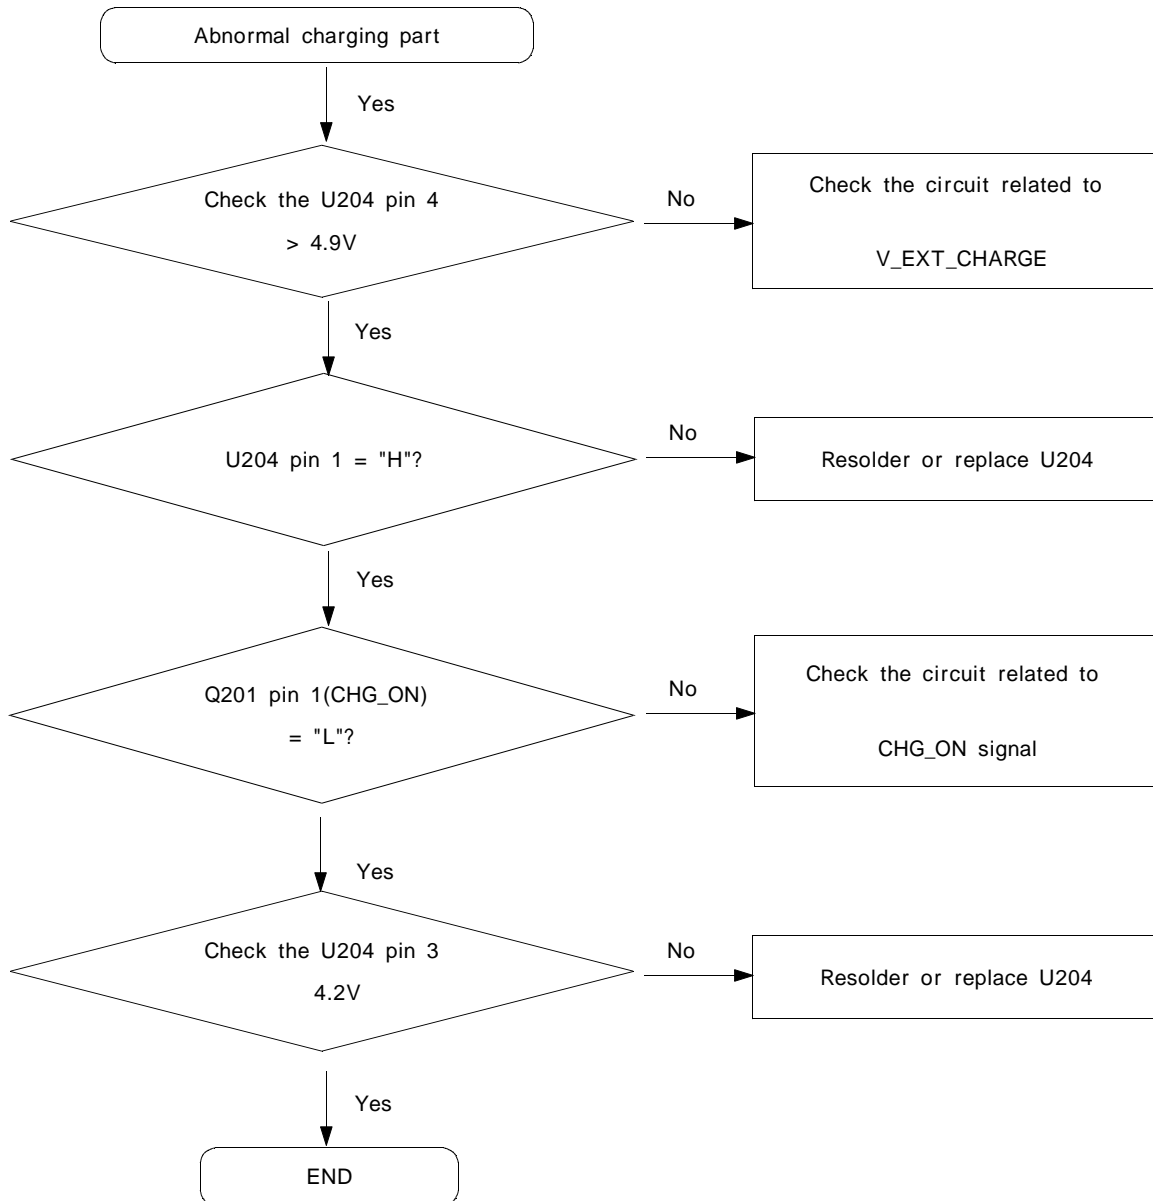 Abnormal charging part
Yes
Check the U204 pin 4
> 4.9V
No
Check the circuit related to
V_EXT_CHARGE
Yes
U204 pin 1 = "H"?
No
Resolder or replace U204
Yes
Q201 pin 1(CHG_ON)
= "L"?
No
Check the circuit related to
CHG_ON signal
Yes
Check the U204 pin 3
4.2V
No
Resolder or replace U204
Yes
END